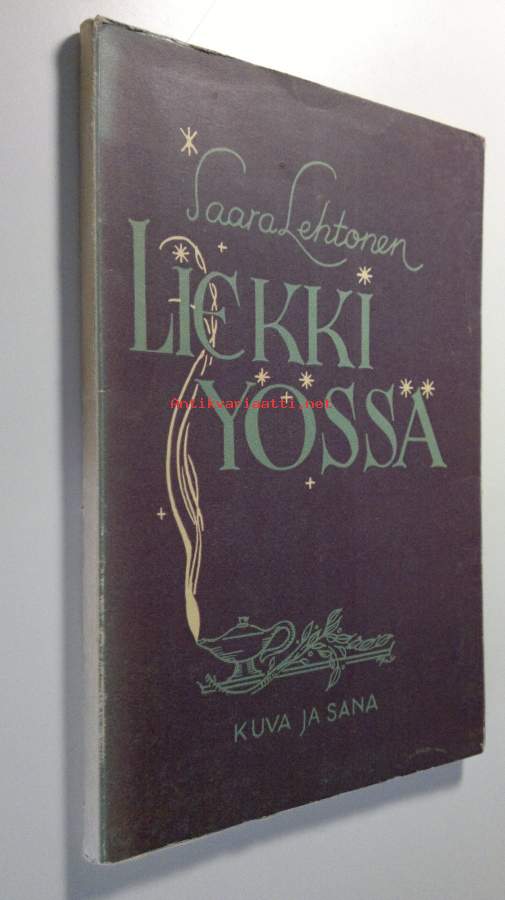 Saara Lehtonen
LIEKKI
YÖSSÄ
Antikvariaatti.net
KUVA JA SANA